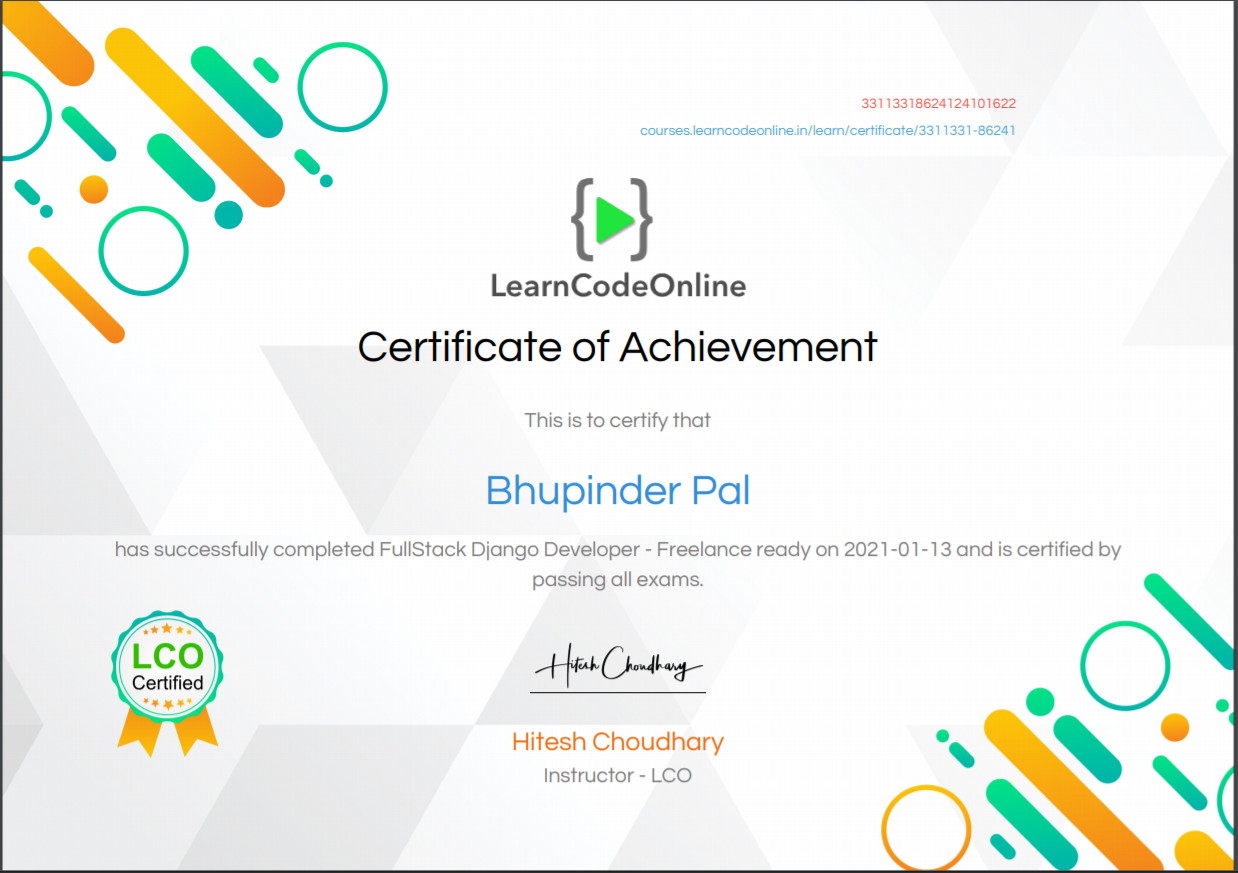 33113318624124101622
courses.learncodeonline.in/learn/certificate/3311331-86241
LearnCodeOnline
Certificate of Achievement
This is to certify that
Bhupinder Pal
has successfully completed FullStack Django Developer - Freelance ready on 2021-01-13 and is certified by
passing all exams.
LCO
Certified
Hitesh Choudhary
Hitesh Choudhary
Instructor - LCO